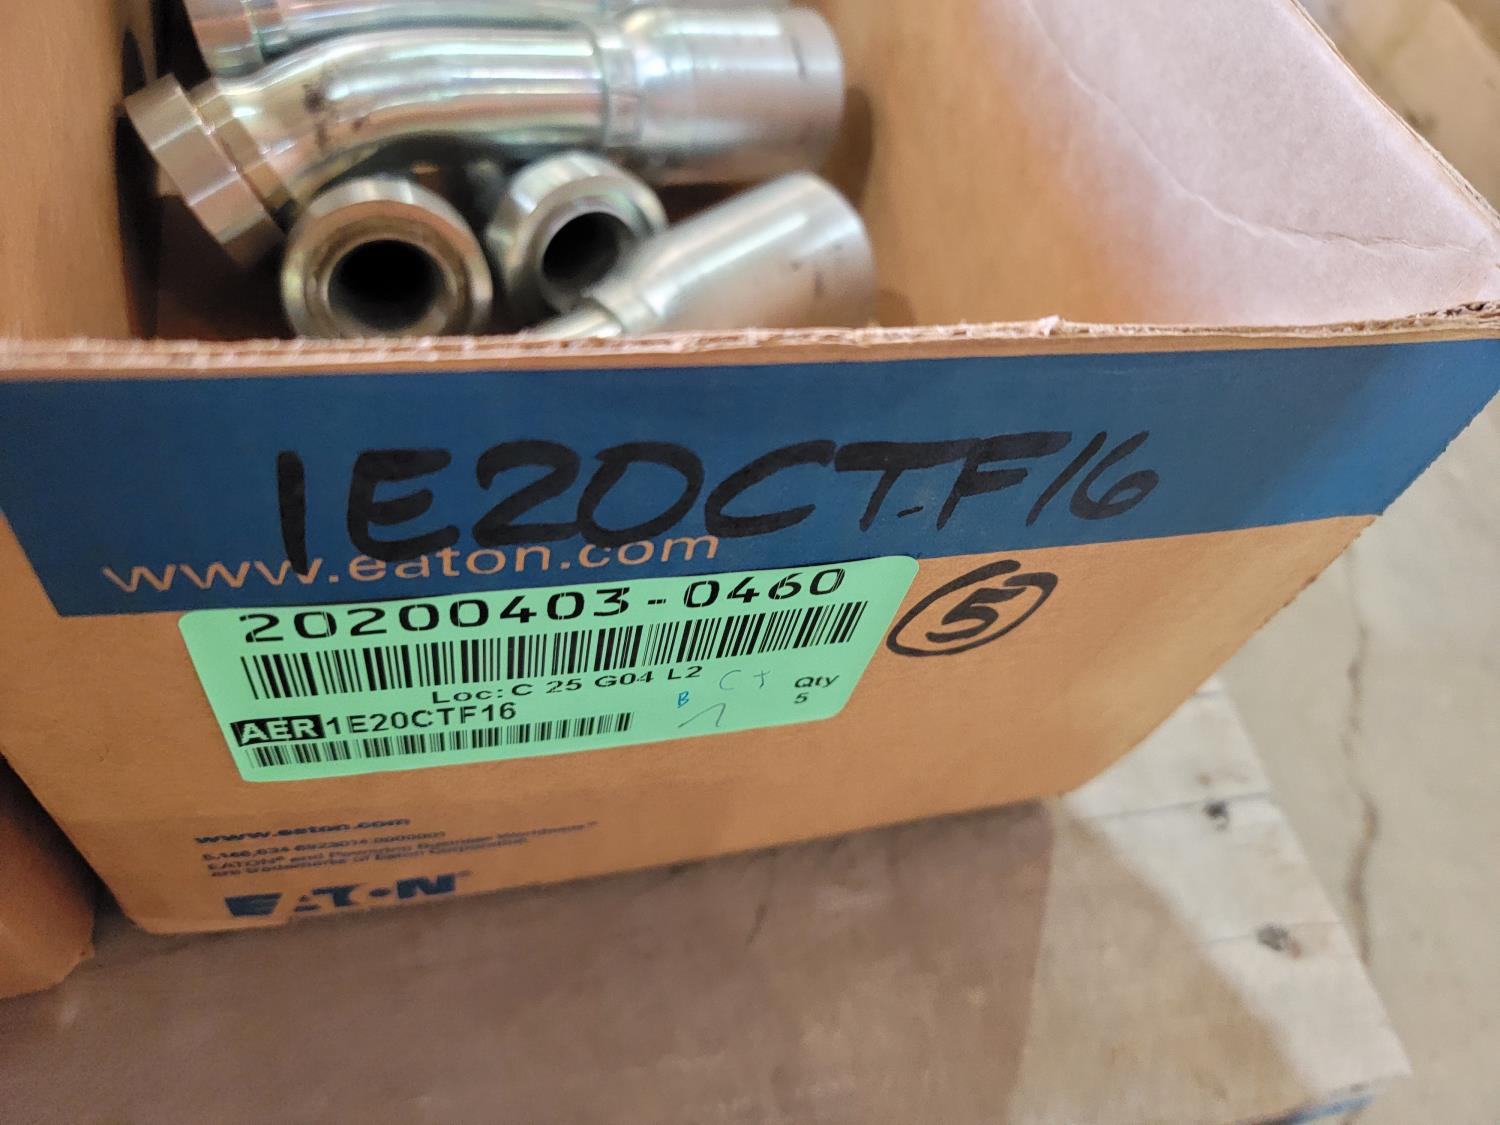 1E20CTF16
www.eaton.com
20200403-0460
5
Loc: C 25 G04 L2
B C
Qty
5
AER 1E20CTF16
www.eaton.com
EATON